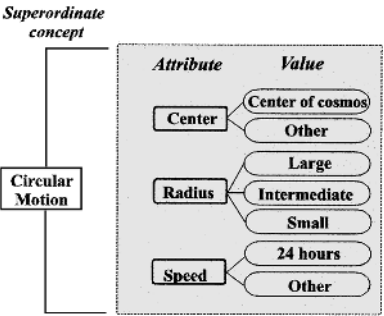 Superordinate
concept
Attribute Value
Center of cosmos
Center
Other
Large
Circular
Motion
Radius Intermediate
Small
24 hours
Speed
Other